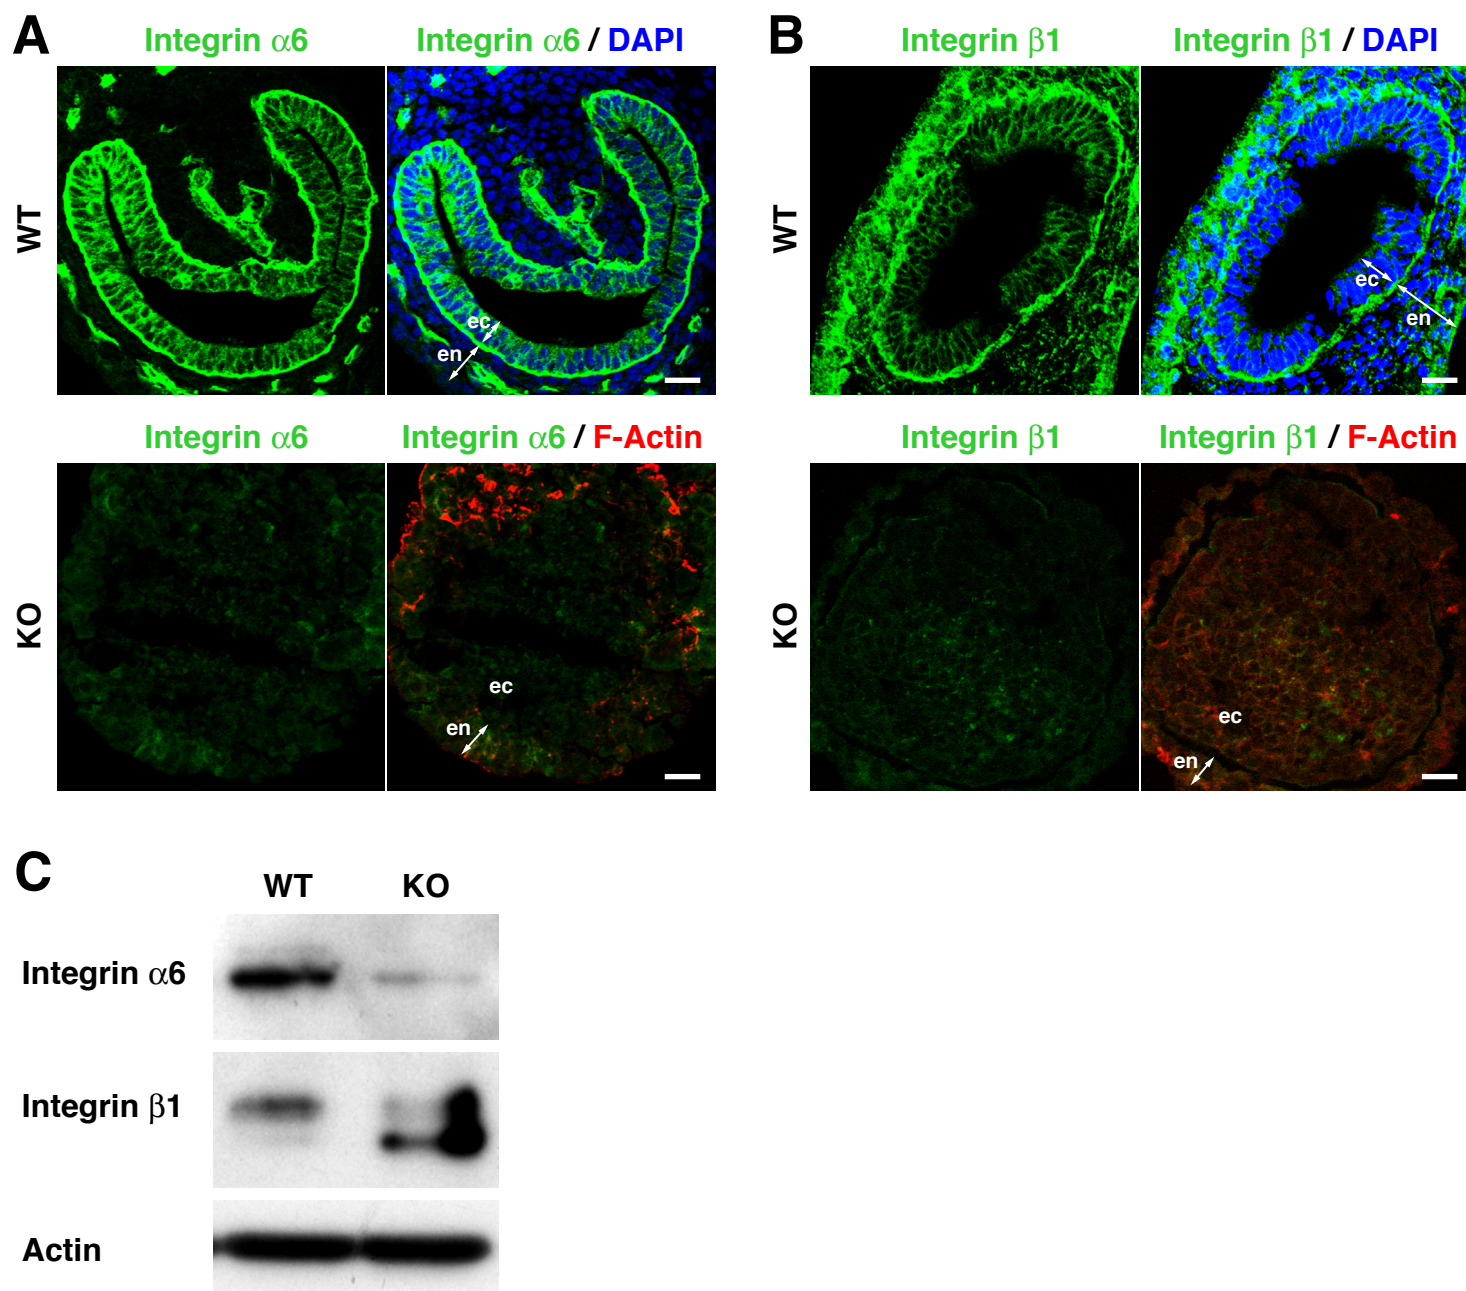 A
Integrin α6
Integrin α6 / DAPI
WT
ec
en
Integrin α6
Integrin α6 / F-Actin
KO
ec
en
B
Integrin β1
Integrin β1 / DAPI
WT
ec
en
Integrin β1
Integrin β1 / F-Actin
KO
ec
en
C
WT KO
Integrin α6
Integrin β1
Actin